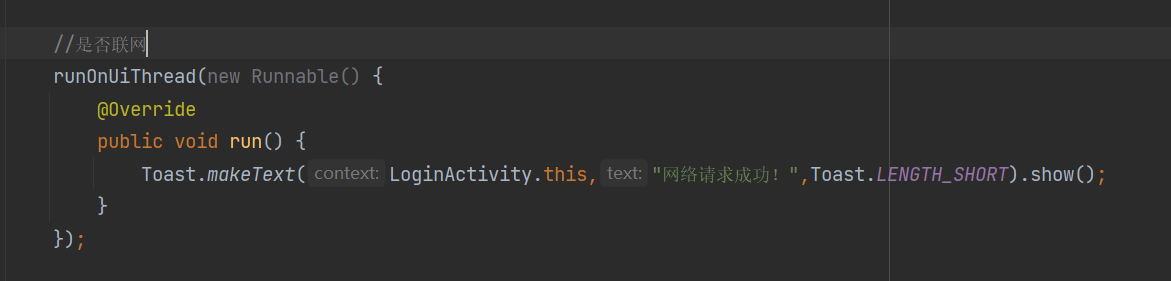 //是否联网
runOnUiThread(new Runnable() {
@Override
public void run() {
Toast.makeText( context: LoginActivity.this, text: "网络请求成功！",Toast.LENGTH_SHORT).show();
}
});